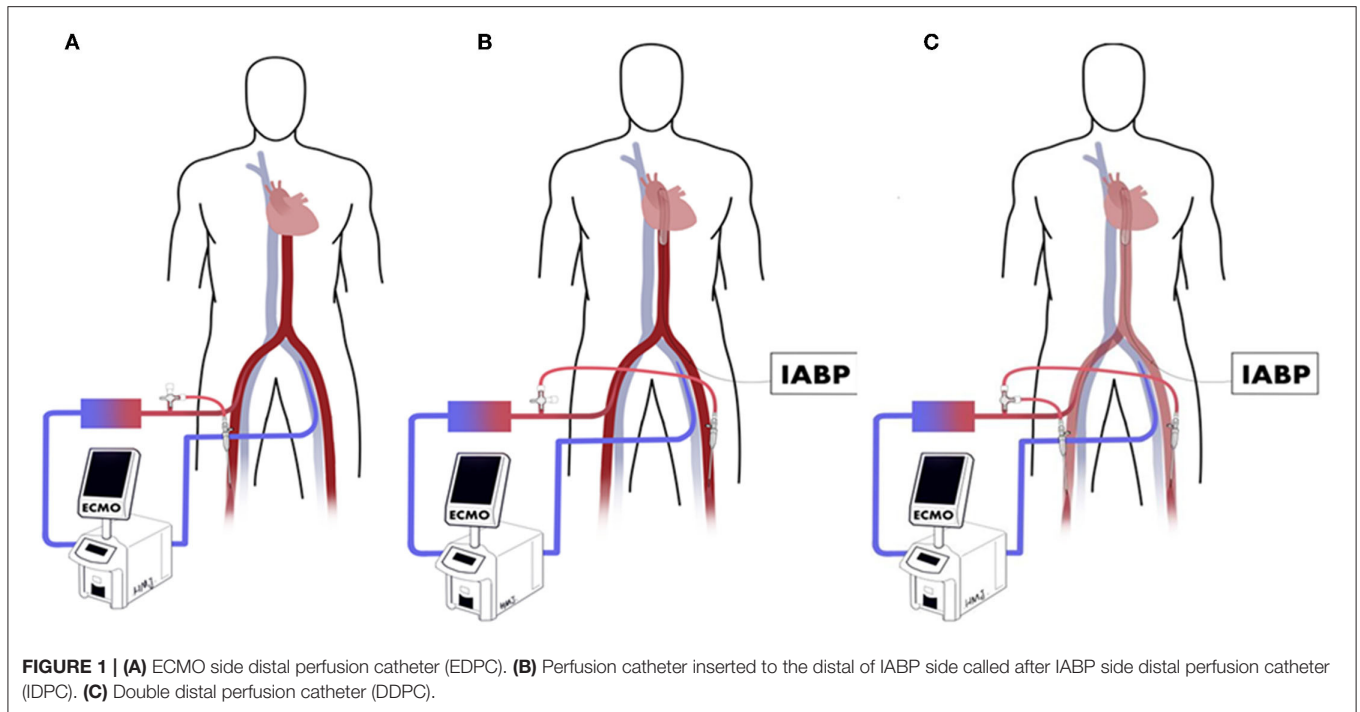 A
B
C
IABP
IABP
ECMO
ECMO
ECMO
FIGURE 1 | (A) ECMO side distal perfusion catheter (EDPC). (B) Perfusion catheter inserted to the distal of IABP side called after IABP side distal perfusion catheter
(IDPC). (C) Double distal perfusion catheter (DDPC).